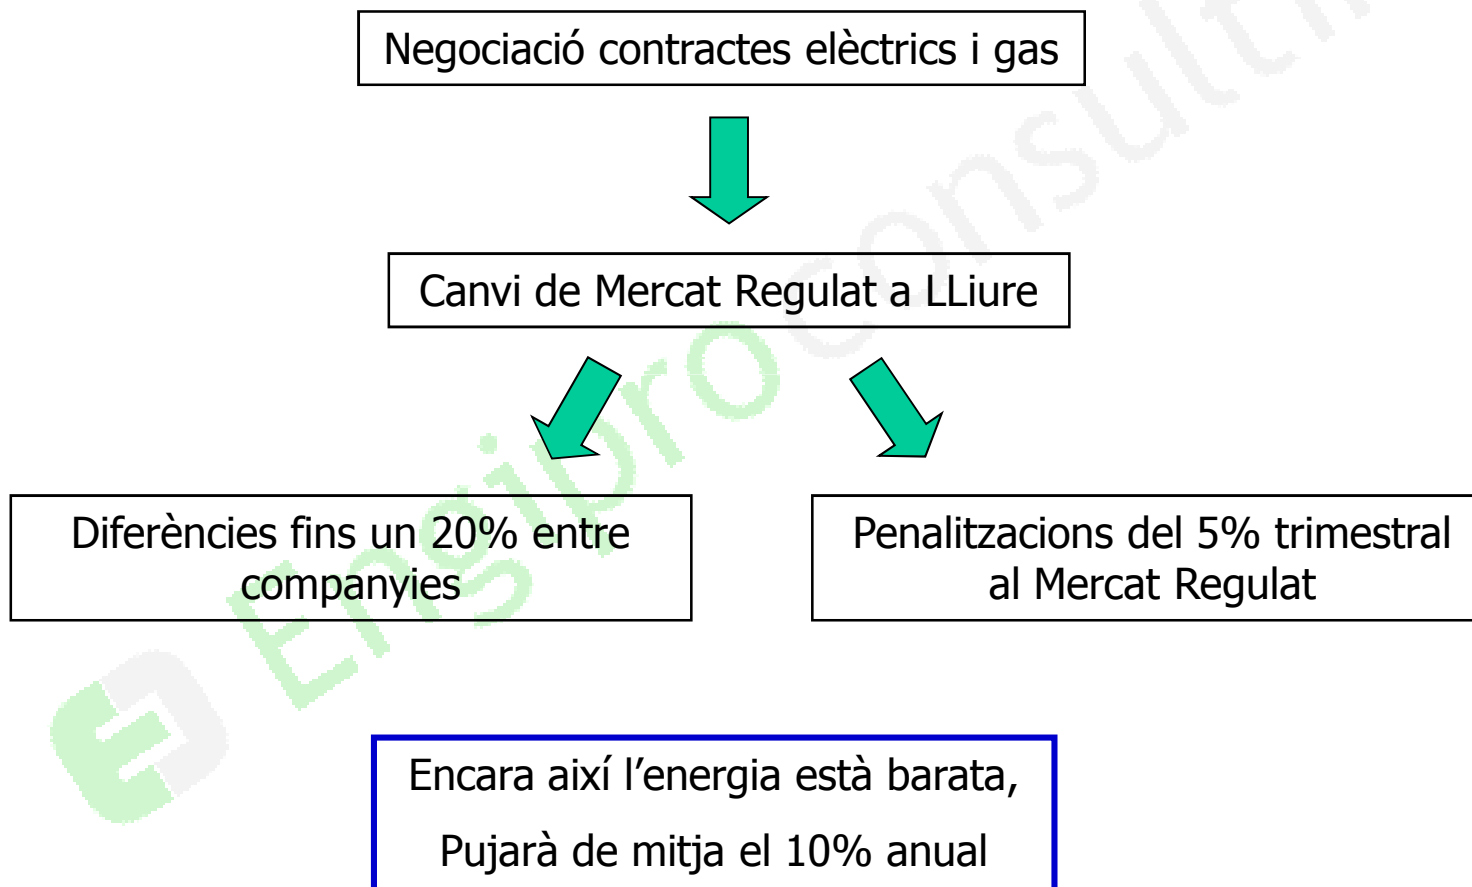 Negociació contractes elèctrics i gas
Canvi de Mercat Regulat a LLiure
Diferències fins un 20% entre
companyies
Penalitzacions del 5% trimestral
al Mercat Regulat
Encara així l’energia està barata,
Pujarà de mitja el 10% anual
Engipro